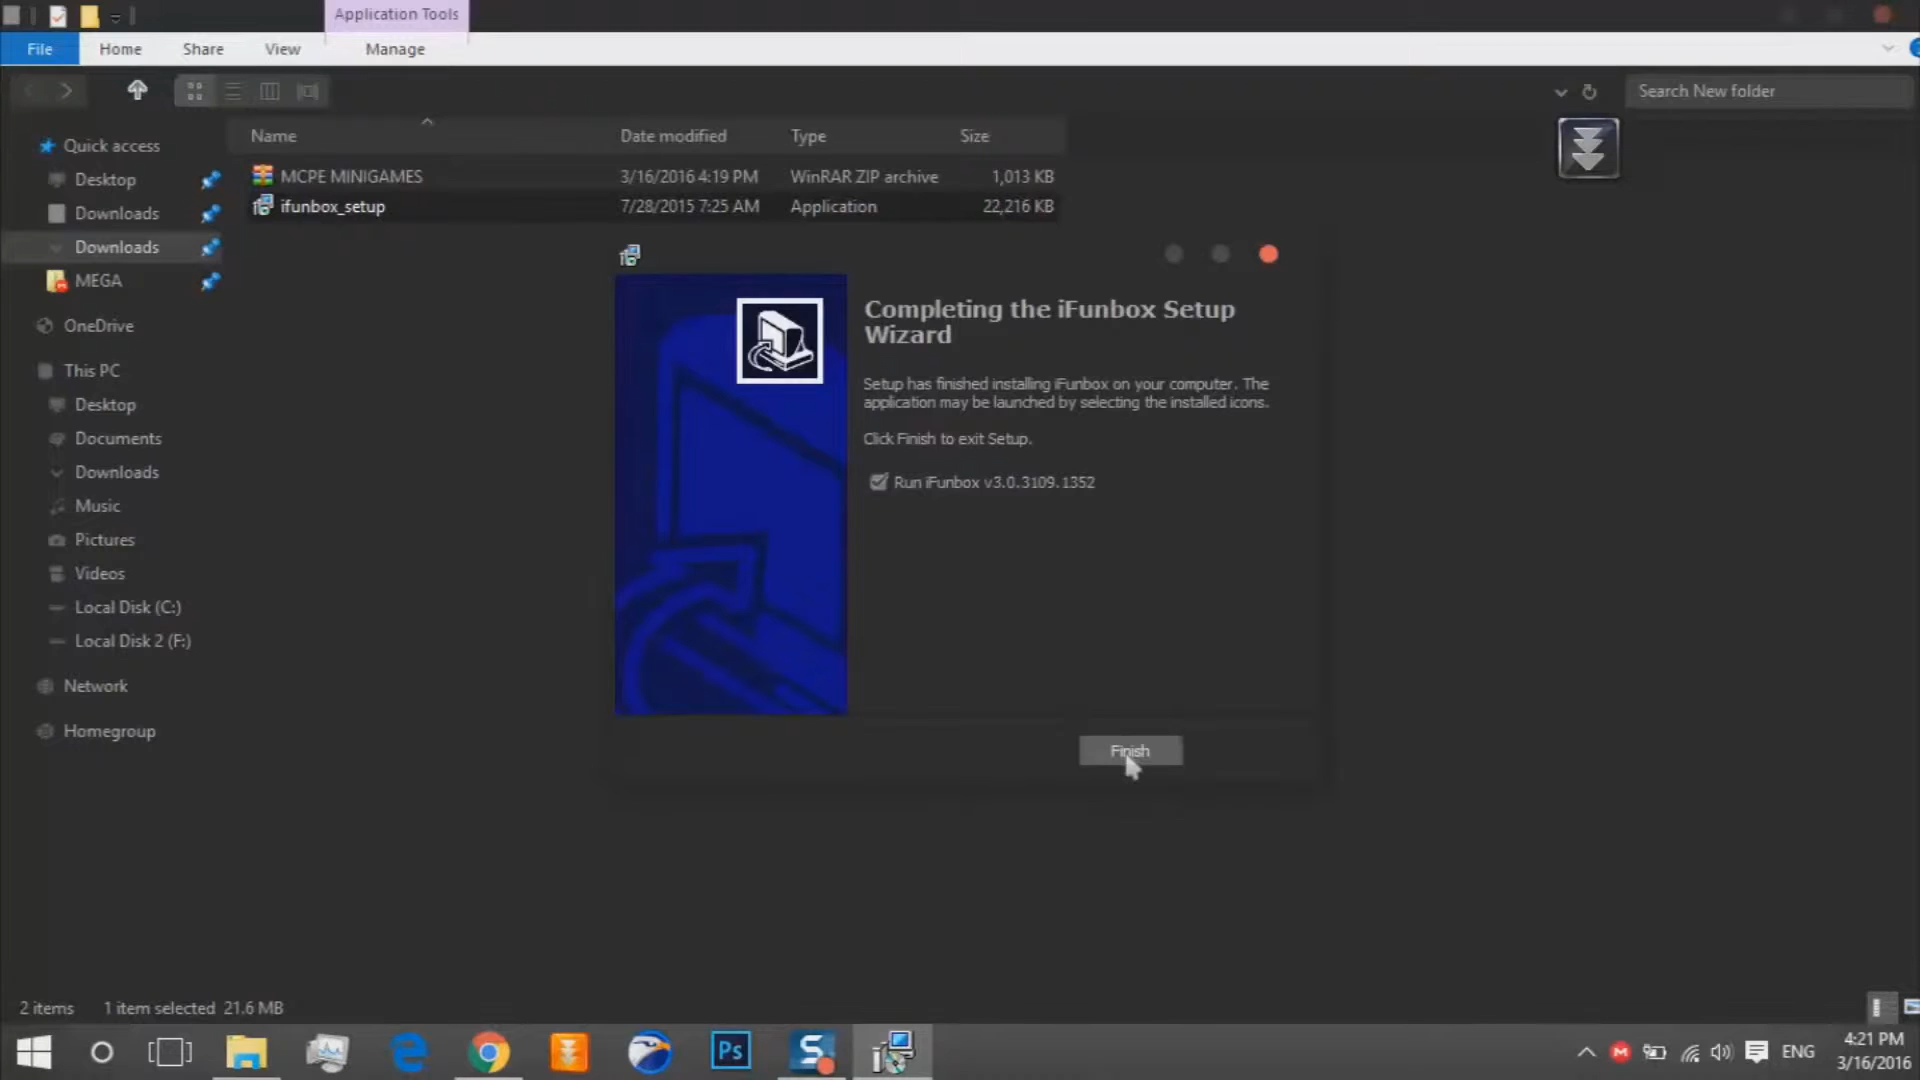 Application Tools
File Home Share View Manage
Search New folder
Name Date modified Type Size
MCPE MINIGAMES 3/16/2016 4:19 PM WinRAR ZIP archive 1,013 KB
ifunbox_setup 7/28/2015 7:25 AM Application 22,216 KB
Quick access
Desktop
Downloads
Downloads
MEGA
OneDrive
This PC
Desktop
Documents
Downloads
Music
Pictures
Videos
Local Disk (C:)
Local Disk 2 (F:)
Network
Homegroup
Completing the iFunbox Setup
Wizard
Setup has finished installing iFunbox on your computer. The
application may be launched by selecting the installed icons.
Click Finish to exit Setup.
Run iFunbox v3.0.3109.1352
Finish
2 items 1 item selected 21.6 MB
Ps
S
M
ENG
4:21 PM
3/16/2016